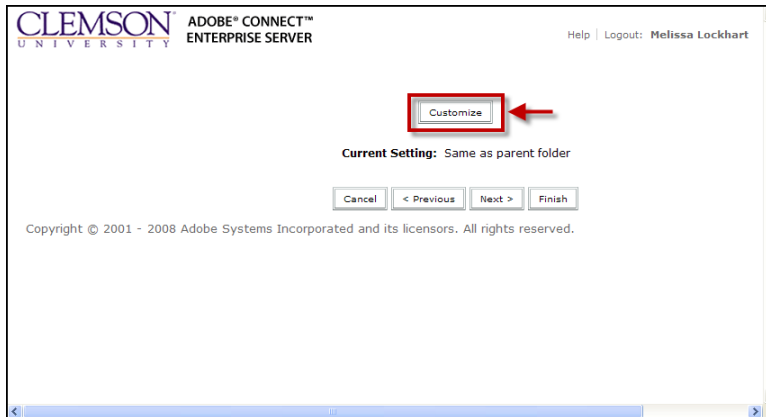 CLEMSON
UNIVERSITY
ADOBE® CONNECT™
ENTERPRISE SERVER
Help | Logout: Melissa Lockhart
Customize
Current Setting: Same as parent folder
Cancel < Previous Next > Finish
Copyright © 2001 - 2008 Adobe Systems Incorporated and its licensors. All rights reserved.